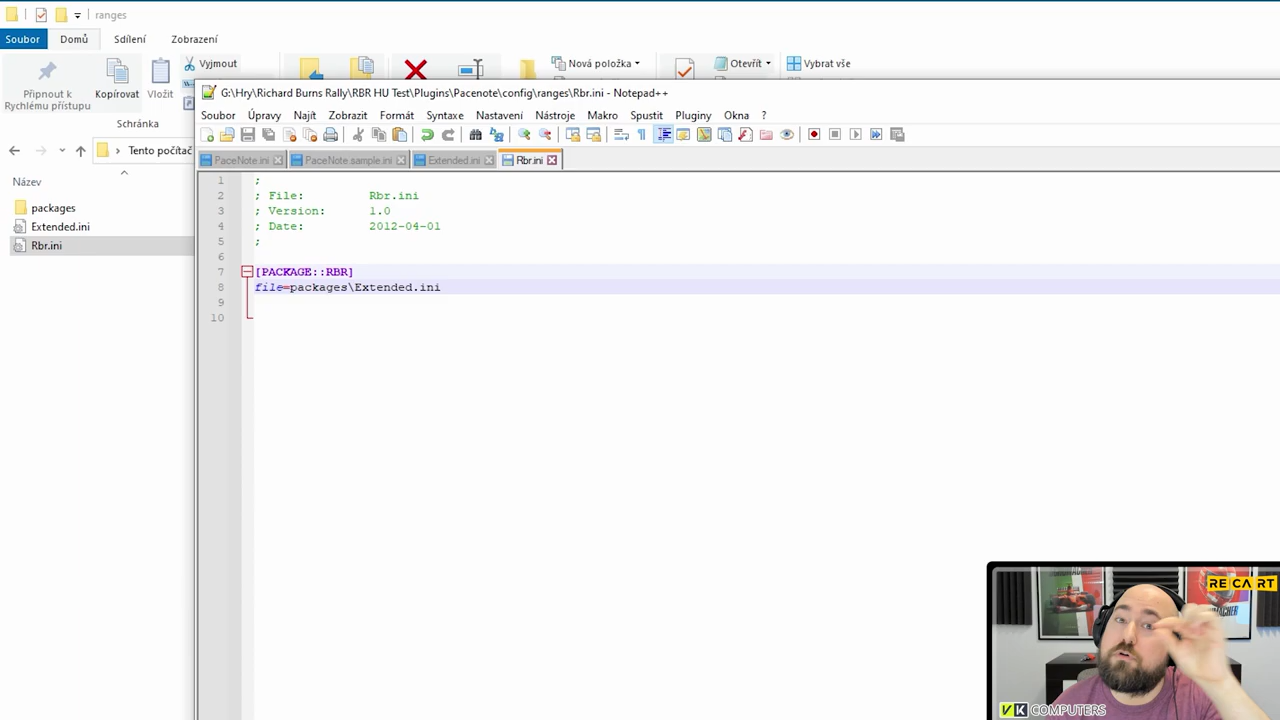 ranges
Soubor
Domů
Sdílení
Zobrazení
Připnout k
Rychlému přístupu
Kopírovat
Vložit
Vyjmout
Schránka
Nová položka
Otevřít
Vybrat vše
Tento počítač
Název
packages
Extended.ini
Rbr.ini
G:\Hry\Richard Burns Rally\RBR HU Test\Plugins\Pacenote\config\ranges\Rbr.ini - Notepad++
Soubor Úpravy Najít Zobrazit Formát Syntaxe Nastavení Nástroje Makro Spustit Pluginy Okna ?
PaceNote.ini PaceNote.sample.ini Extended.ini Rbr.ini
1 ;
2 ; File: Rbr.ini
3 ; Version: 1.0
4 ; Date: 2012-04-01
5 ;
6
7 [PACKAGE::RBR]
8 file=packages\Extended.ini
9
10
RE CA RT
VK COMPUTERS